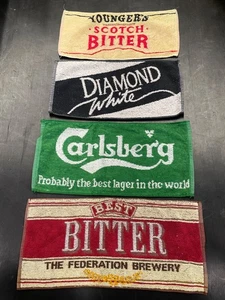 YOUNGER'S
SCOTCH
BITTER
DIAMOND
White
Carlsberg
Probably the best lager in the world
BEST
BITTER
THE FEDERATION BREWERY